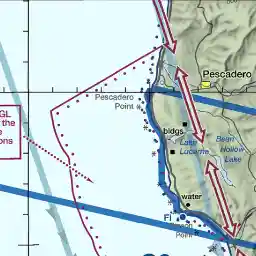 Pescadero
Pescadero
Point
GL
the
e
ons
bldgs
Lake
Lucerne
Bean
Hollow
Lake
water
Fl
Point